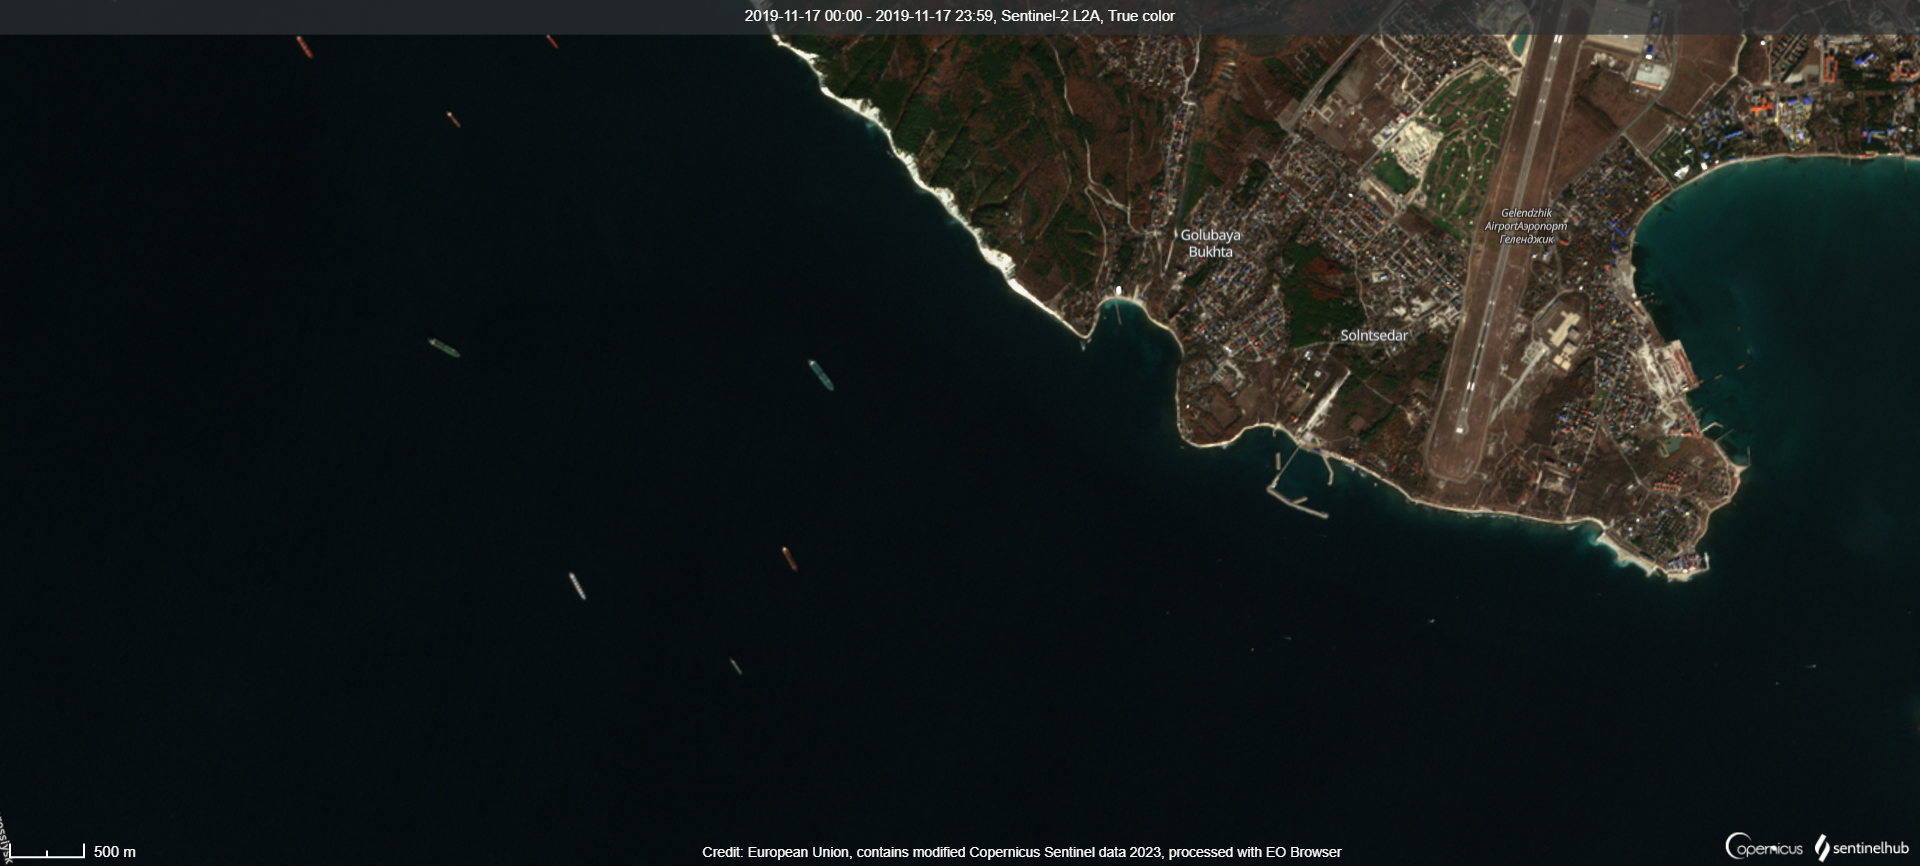 2019-11-17 00:00 - 2019-11-17 23:59, Sentinel-2 L2A, True color
Gelendzhik
AirportАэропорт
Геленджик
Golubaya
Bukhta
Solntsedar
500 m
Credit: European Union, contains modified Copernicus Sentinel data 2023, processed with EO Browser
Copernicus
sentinelhub